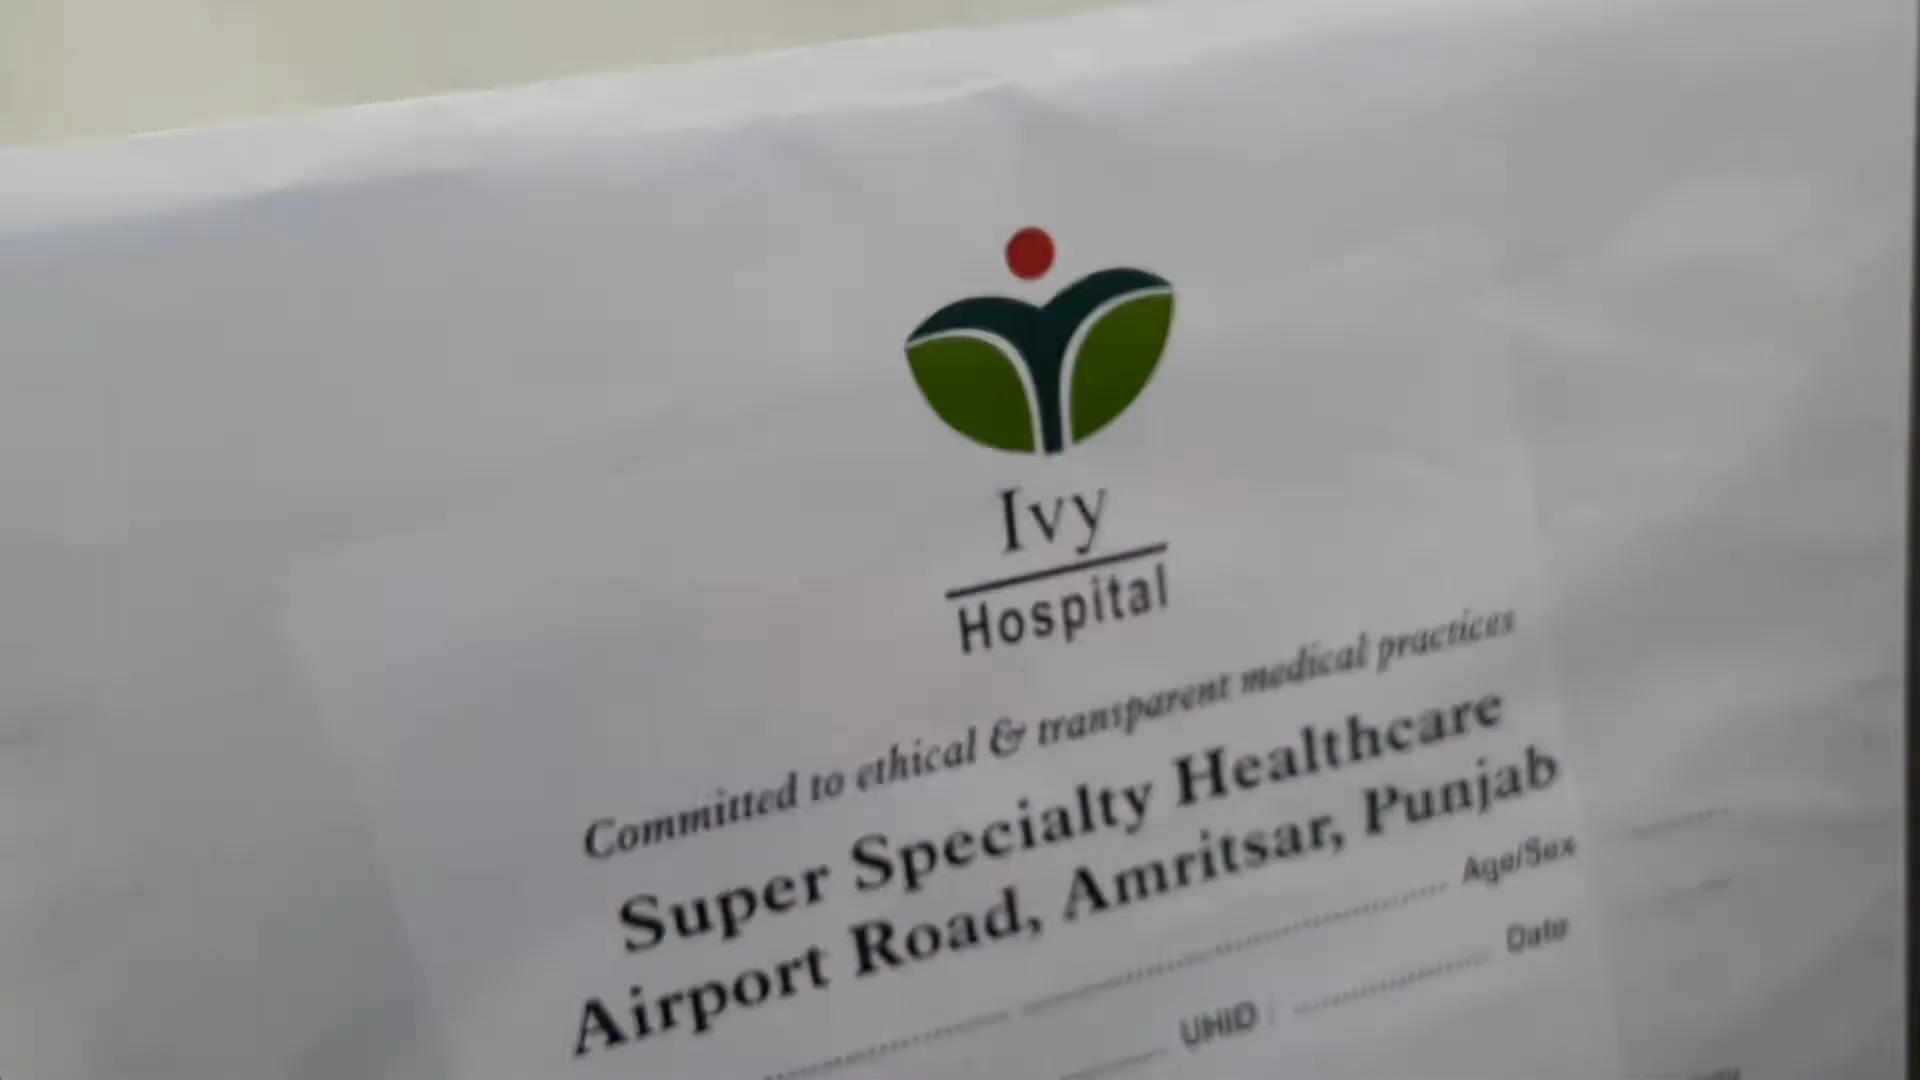 Ivy
Hospital
Committed to ethical & transparent medical practices
Super Specialty Healthcare
Airport Road, Amritsar, Punjab
Age/Sex
UHID : Date